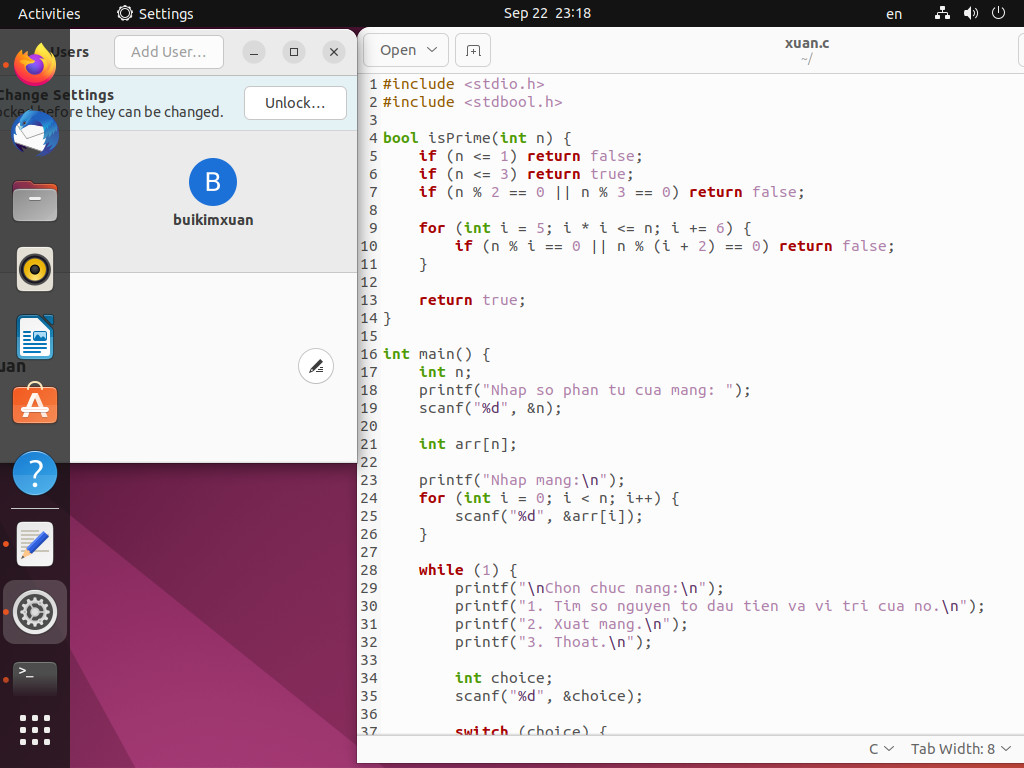 Activities
Settings
Sep 22 23:18
en
Users
Add User...
Change Settings
ocked before they can be changed.
Unlock...
B
buikimxuan
uan
Open
xuan.c
~/
1 #include <stdio.h>
2 #include <stdbool.h>
3
4 bool isPrime(int n) {
5     if (n <= 1) return false;
6     if (n <= 3) return true;
7     if (n % 2 == 0 || n % 3 == 0) return false;
8
9     for (int i = 5; i * i <= n; i += 6) {
10         if (n % i == 0 || n % (i + 2) == 0) return false;
11     }
12
13     return true;
14 }
15
16 int main() {
17     int n;
18     printf("Nhap so phan tu cua mang: ");
19     scanf("%d", &n);
20
21     int arr[n];
22
23     printf("Nhap mang:\n");
24     for (int i = 0; i < n; i++) {
25         scanf("%d", &arr[i]);
26     }
27
28     while (1) {
29         printf("\nChon chuc nang:\n");
30         printf("1. Tim so nguyen to dau tien va vi tri cua no.\n");
31         printf("2. Xuat mang.\n");
32         printf("3. Thoat.\n");
33
34         int choice;
35         scanf("%d", &choice);
36
37         switch (choice) {
C
Tab Width: 8